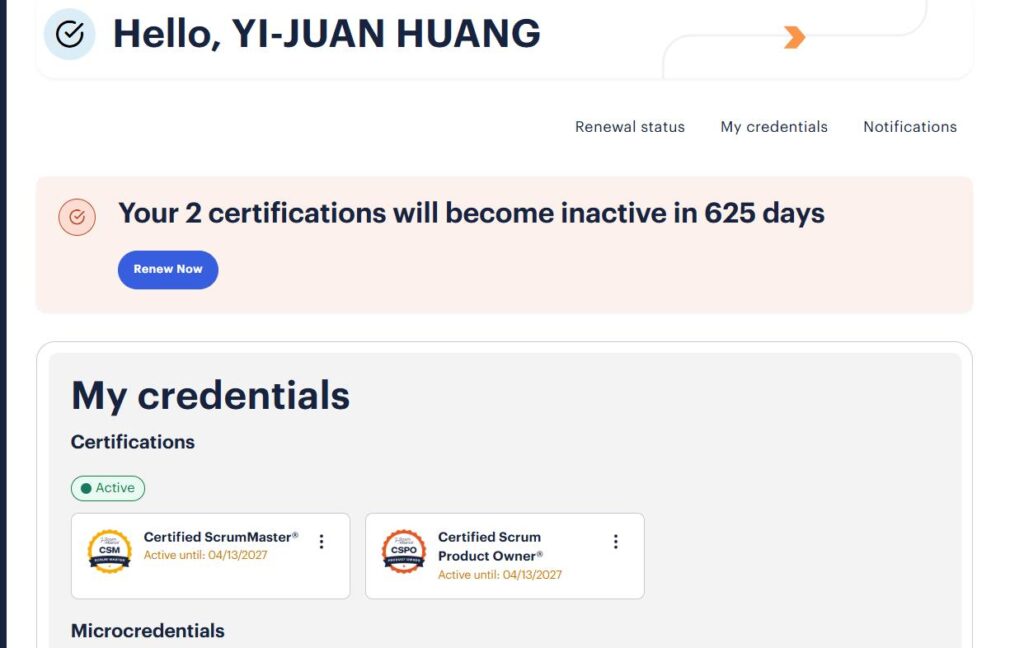 Hello, YI-JUAN HUANG
Renewal status
My credentials
Notifications
Your 2 certifications will become inactive in 625 days
Renew Now
My credentials
Certifications
Active
CSM
Certified ScrumMaster®
Active until: 04/13/2027
CSPO
Certified Scrum
Product Owner®
Active until: 04/13/2027
Microcredentials